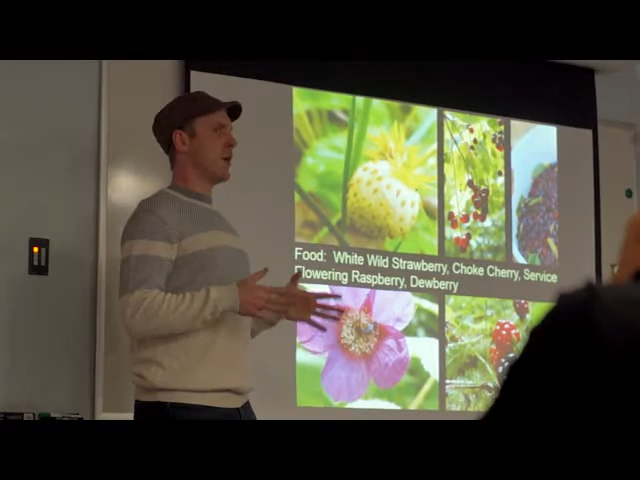 Food: White Wild Strawberry, Choke Cherry, Service
Flowering Raspberry, Dewberry